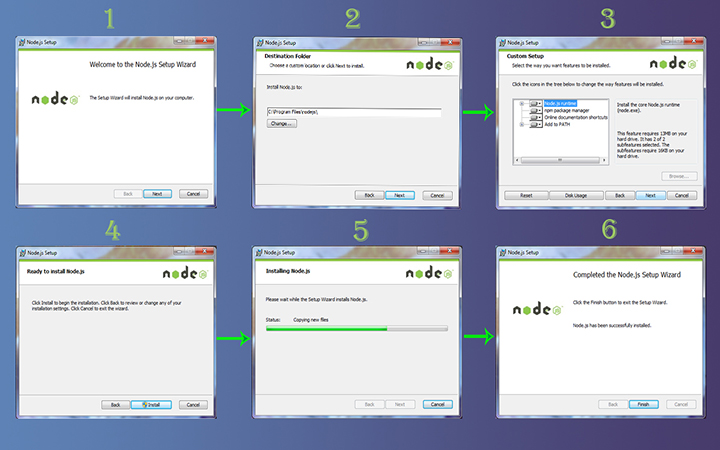 1
Node.js Setup
Welcome to the Node.js Setup Wizard
node JS
The Setup Wizard will install Node.js on your computer.
Back Next Cancel
2
Node.js Setup
Destination Folder
Choose a custom location or click Next to install.
node JS
Install Node.js to:
C:\Program Files\nodejs\
Change...
Back Next Cancel
3
Node.js Setup
Custom Setup
Select the way you want features to be installed.
node JS
Click the icons in the tree below to change the way features will be installed.
Node.js runtime
npm package manager
Online documentation shortcuts
Add to PATH
Install the core Node.js runtime
(node.exe).
This feature requires 13MB on your
hard drive. It has 2 of 2
subfeatures selected. The
subfeatures require 16KB on your
hard drive.
Browse...
Reset Disk Usage Back Next Cancel
4
Node.js Setup
Ready to install Node.js
node JS
Click Install to begin the installation. Click Back to review or change any of your
installation settings. Click Cancel to exit the wizard.
Back Install Cancel
5
Node.js Setup
Installing Node.js
node JS
Please wait while the Setup Wizard installs Node.js.
Status: Copying new files
Back Next Cancel
6
Node.js Setup
Completed the Node.js Setup Wizard
node JS
Click the Finish button to exit the Setup Wizard.
Node.js has been successfully installed.
Back Finish Cancel